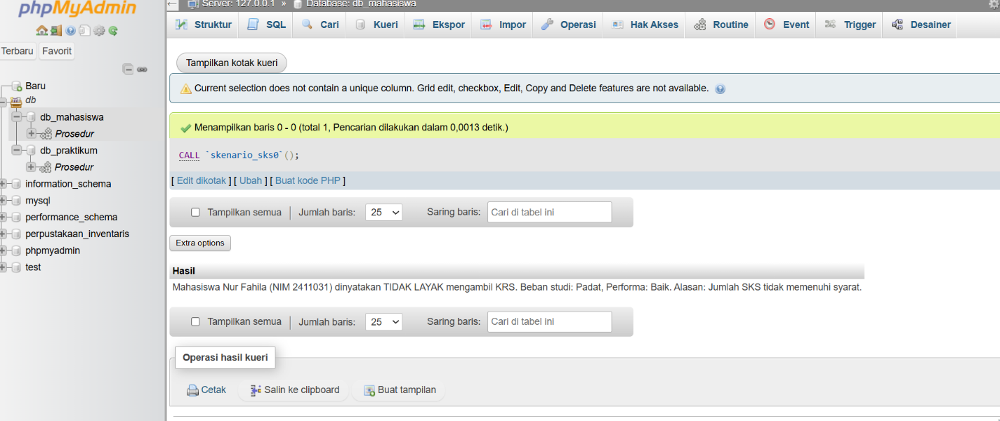 phpMyAdmin
Terbaru Favorit
Baru
db
db_mahasiswa
Prosedur
db_praktikum
Prosedur
information_schema
mysql
performance_schema
perpustakaan_inventaris
phpmyadmin
test
← Server: 127.0.0.1 » Database: db_mahasiswa
Struktur SQL Cari Kueri Ekspor Impor Operasi Hak Akses Routine Event Trigger Desainer
Tampilkan kotak kueri
Current selection does not contain a unique column. Grid edit, checkbox, Edit, Copy and Delete features are not available.
Menampilkan baris 0 - 0 (total 1, Pencarian dilakukan dalam 0,0013 detik.)
CALL `skenario_sks0`();
[ Edit dikotak ] [ Ubah ] [ Buat kode PHP ]
Tampilkan semua | Jumlah baris: 25 Saring baris: Cari di tabel ini
Extra options
Hasil
Mahasiswa Nur Fahila (NIM 2411031) dinyatakan TIDAK LAYAK mengambil KRS. Beban studi: Padat, Performa: Baik. Alasan: Jumlah SKS tidak memenuhi syarat.
Tampilkan semua | Jumlah baris: 25 Saring baris: Cari di tabel ini
Operasi hasil kueri
Cetak Salin ke clipboard Buat tampilan